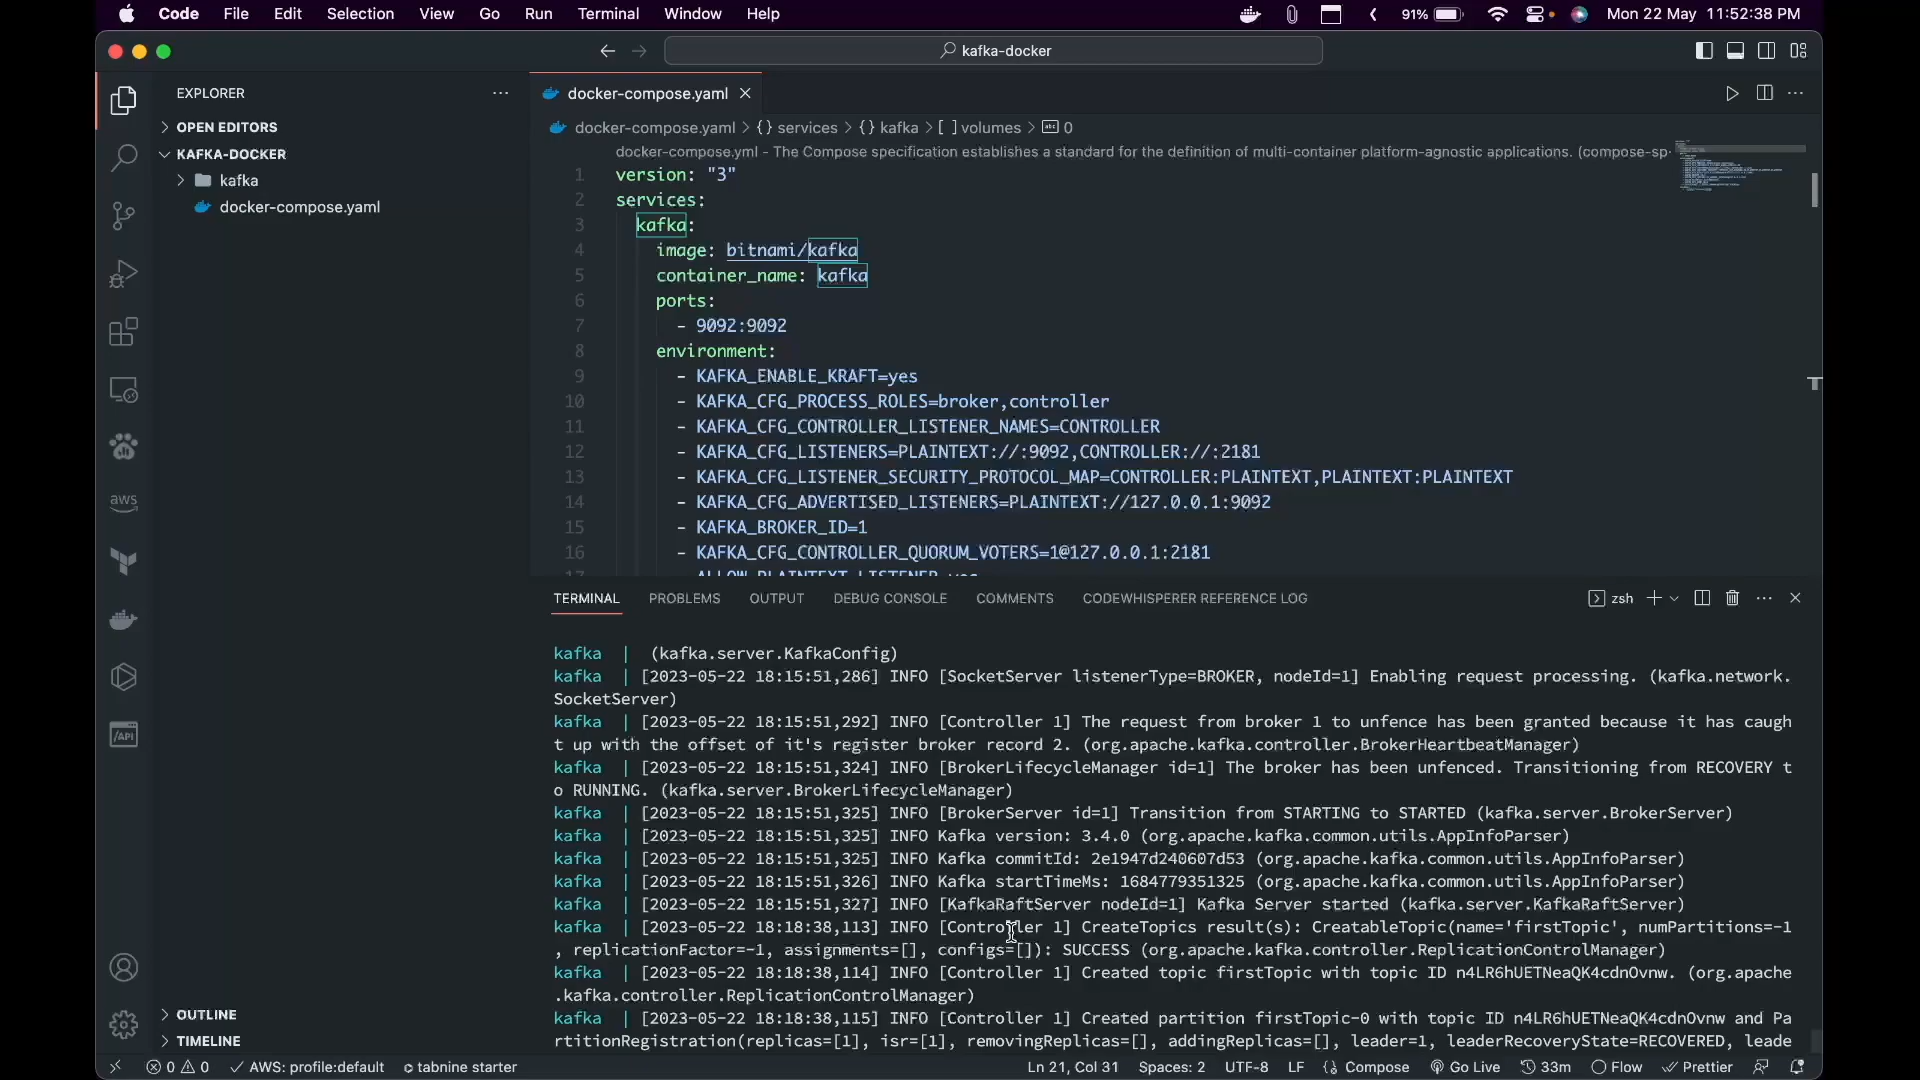 Code File Edit Selection View Go Run Terminal Window Help 91% Mon 22 May 11:52:38 PM
kafka-docker
EXPLORER
OPEN EDITORS
KAFKA-DOCKER
kafka
docker-compose.yaml
aws
/API
OUTLINE
TIMELINE
docker-compose.yaml
docker-compose.yaml > {} services > {} kafka > [ ] volumes > abc 0
docker-compose.yml - The Compose specification establishes a standard for the definition of multi-container platform-agnostic applications. (compose-sp-
1 version: "3"
2 services:
3 kafka:
4 image: bitnami/kafka
5 container_name: kafka
6 ports:
7 - 9092:9092
8 environment:
9 - KAFKA_ENABLE_KRAFT=yes
10 - KAFKA_CFG_PROCESS_ROLES=broker,controller
11 - KAFKA_CFG_CONTROLLER_LISTENER_NAMES=CONTROLLER
12 - KAFKA_CFG_LISTENERS=PLAINTEXT://:9092,CONTROLLER://:2181
13 - KAFKA_CFG_LISTENER_SECURITY_PROTOCOL_MAP=CONTROLLER:PLAINTEXT,PLAINTEXT:PLAINTEXT
14 - KAFKA_CFG_ADVERTISED_LISTENERS=PLAINTEXT://127.0.0.1:9092
15 - KAFKA_BROKER_ID=1
16 - KAFKA_CFG_CONTROLLER_QUORUM_VOTERS=1@127.0.0.1:2181
TERMINAL PROBLEMS OUTPUT DEBUG CONSOLE COMMENTS CODEWHISPERER REFERENCE LOG zsh
kafka | (kafka.server.KafkaConfig)
kafka | [2023-05-22 18:15:51,286] INFO [SocketServer listenerType=BROKER, nodeId=1] Enabling request processing. (kafka.network.
SocketServer)
kafka | [2023-05-22 18:15:51,292] INFO [Controller 1] The request from broker 1 to unfence has been granted because it has caugh
t up with the offset of it's register broker record 2. (org.apache.kafka.controller.BrokerHeartbeatManager)
kafka | [2023-05-22 18:15:51,324] INFO [BrokerLifecycleManager id=1] The broker has been unfenced. Transitioning from RECOVERY t
o RUNNING. (kafka.server.BrokerLifecycleManager)
kafka | [2023-05-22 18:15:51,325] INFO [BrokerServer id=1] Transition from STARTING to STARTED (kafka.server.BrokerServer)
kafka | [2023-05-22 18:15:51,325] INFO Kafka version: 3.4.0 (org.apache.kafka.common.utils.AppInfoParser)
kafka | [2023-05-22 18:15:51,325] INFO Kafka commitId: 2e1947d240607d53 (org.apache.kafka.common.utils.AppInfoParser)
kafka | [2023-05-22 18:15:51,326] INFO Kafka startTimeMs: 1684779351325 (org.apache.kafka.common.utils.AppInfoParser)
kafka | [2023-05-22 18:15:51,327] INFO [KafkaRaftServer nodeId=1] Kafka Server started (kafka.server.KafkaRaftServer)
kafka | [2023-05-22 18:18:38,113] INFO [Controller 1] CreateTopics result(s): CreatableTopic(name='firstTopic', numPartitions=-1
, replicationFactor=-1, assignments=[], configs=[]): SUCCESS (org.apache.kafka.controller.ReplicationControlManager)
kafka | [2023-05-22 18:18:38,114] INFO [Controller 1] Created topic firstTopic with topic ID n4LR6hUETNeaQK4cdnOvnw. (org.apache
.kafka.controller.ReplicationControlManager)
kafka | [2023-05-22 18:18:38,115] INFO [Controller 1] Created partition firstTopic-0 with topic ID n4LR6hUETNeaQK4cdnOvnw and Pa
rtitionRegistration(replicas=[1], isr=[1], removingReplicas=[], addingReplicas=[], leader=1, leaderRecoveryState=RECOVERED, leade
0 0 AWS: profile:default tabnine starter Ln 21, Col 31 Spaces: 2 UTF-8 LF Compose Go Live 33m Flow Prettier